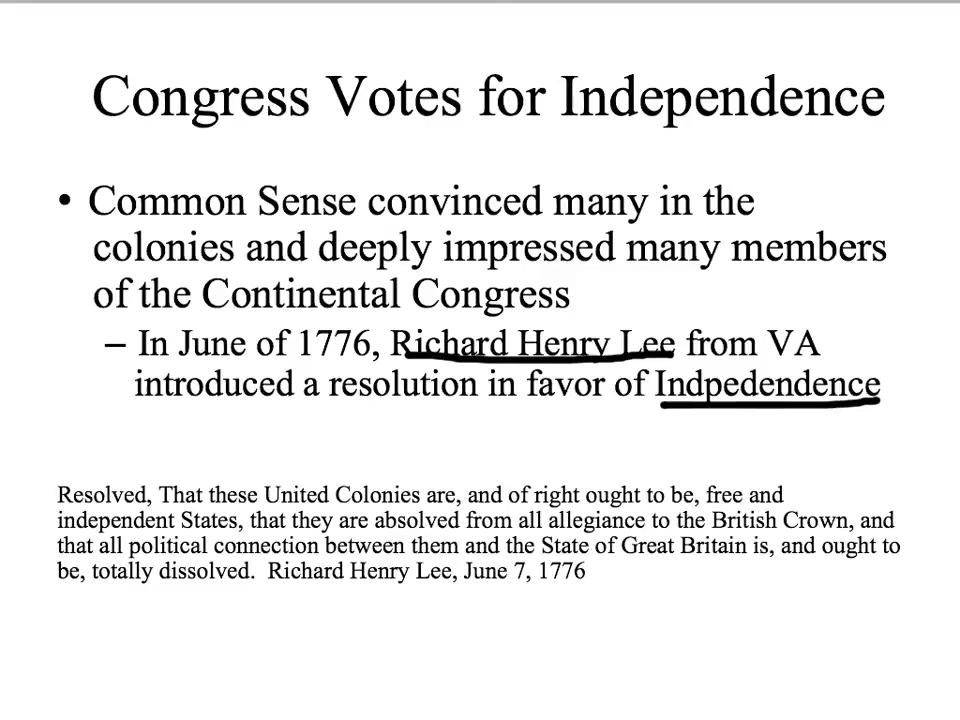 Congress Votes for Independence
• Common Sense convinced many in the
colonies and deeply impressed many members
of the Continental Congress
– In June of 1776, Richard Henry Lee from VA
introduced a resolution in favor of Indpedendence
Resolved, That these United Colonies are, and of right ought to be, free and
independent States, that they are absolved from all allegiance to the British Crown, and
that all political connection between them and the State of Great Britain is, and ought to
be, totally dissolved.  Richard Henry Lee, June 7, 1776